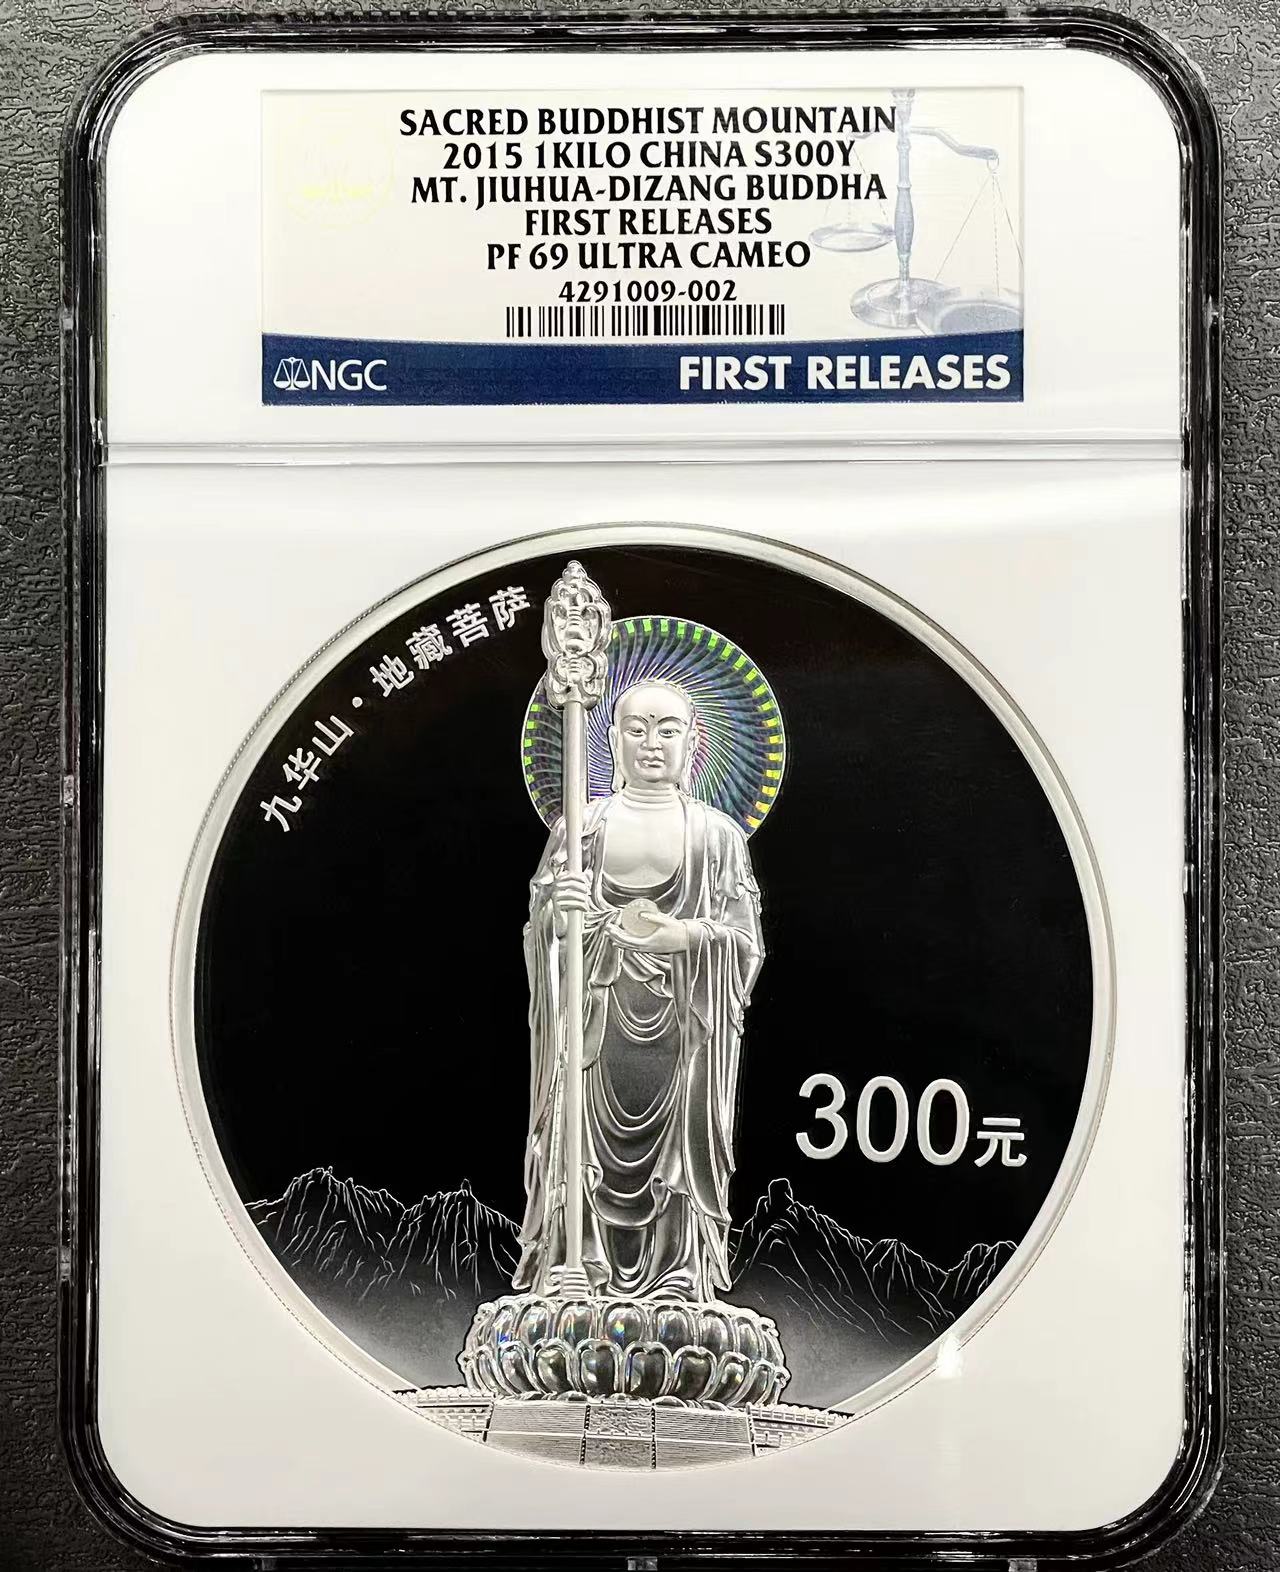 SACRED BUDDHIST MOUNTAIN
2015 1KILO CHINA S300Y
MT. JIUHUA-DIZANG BUDDHA
FIRST RELEASES
PF 69 ULTRA CAMEO
4291009-002
NGC
FIRST RELEASES
九华山·地藏菩萨
300元